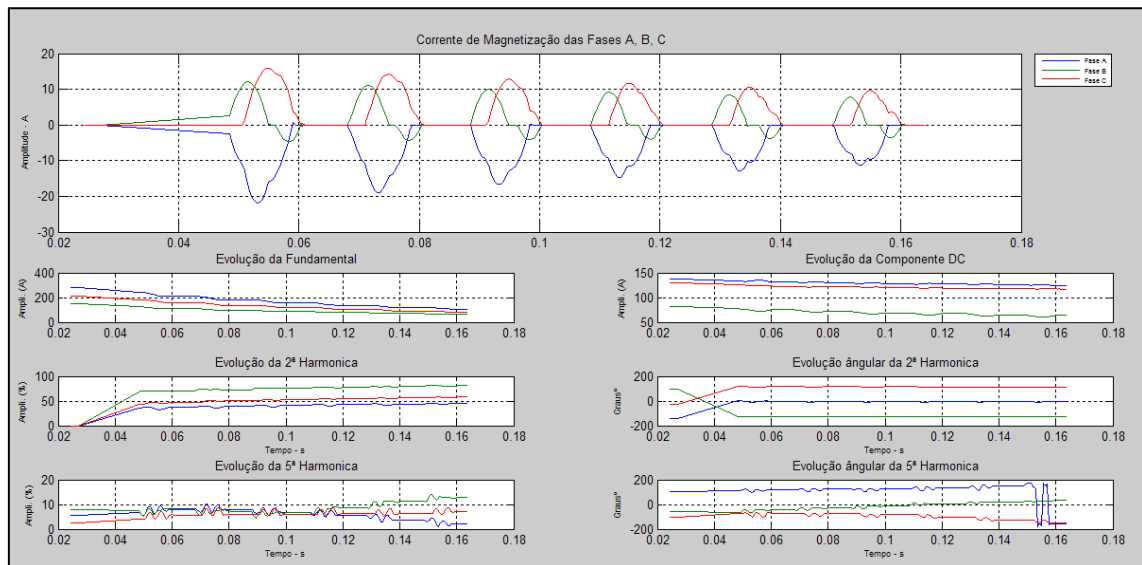 Corrente de Magnetização das Fases A, B, C
Amplitude - A
20
10
0
-10
-20
-30
0.02 0.04 0.06 0.08 0.1 0.12 0.14 0.16 0.18
Fase A
Fase B
Fase C
Evolução da Fundamental
Ampli. (A)
400
200
0
0.02 0.04 0.06 0.08 0.1 0.12 0.14 0.16 0.18
Evolução da Componente DC
Ampli. (A)
150
100
50
0.02 0.04 0.06 0.08 0.1 0.12 0.14 0.16 0.18
Evolução da 2ª Harmonica
Ampli. (%)
100
50
0
0.02 0.04 0.06 0.08 0.1 0.12 0.14 0.16 0.18
Tempo - s
Evolução ângular da 2ª Harmonica
Graus°
200
0
-200
0.02 0.04 0.06 0.08 0.1 0.12 0.14 0.16 0.18
Tempo - s
Evolução da 5ª Harmonica
Ampli. (%)
20
10
0
0.02 0.04 0.06 0.08 0.1 0.12 0.14 0.16 0.18
Tempo - s
Evolução ângular da 5ª Harmonica
Graus°
200
0
-200
0.02 0.04 0.06 0.08 0.1 0.12 0.14 0.16 0.18
Tempo - s